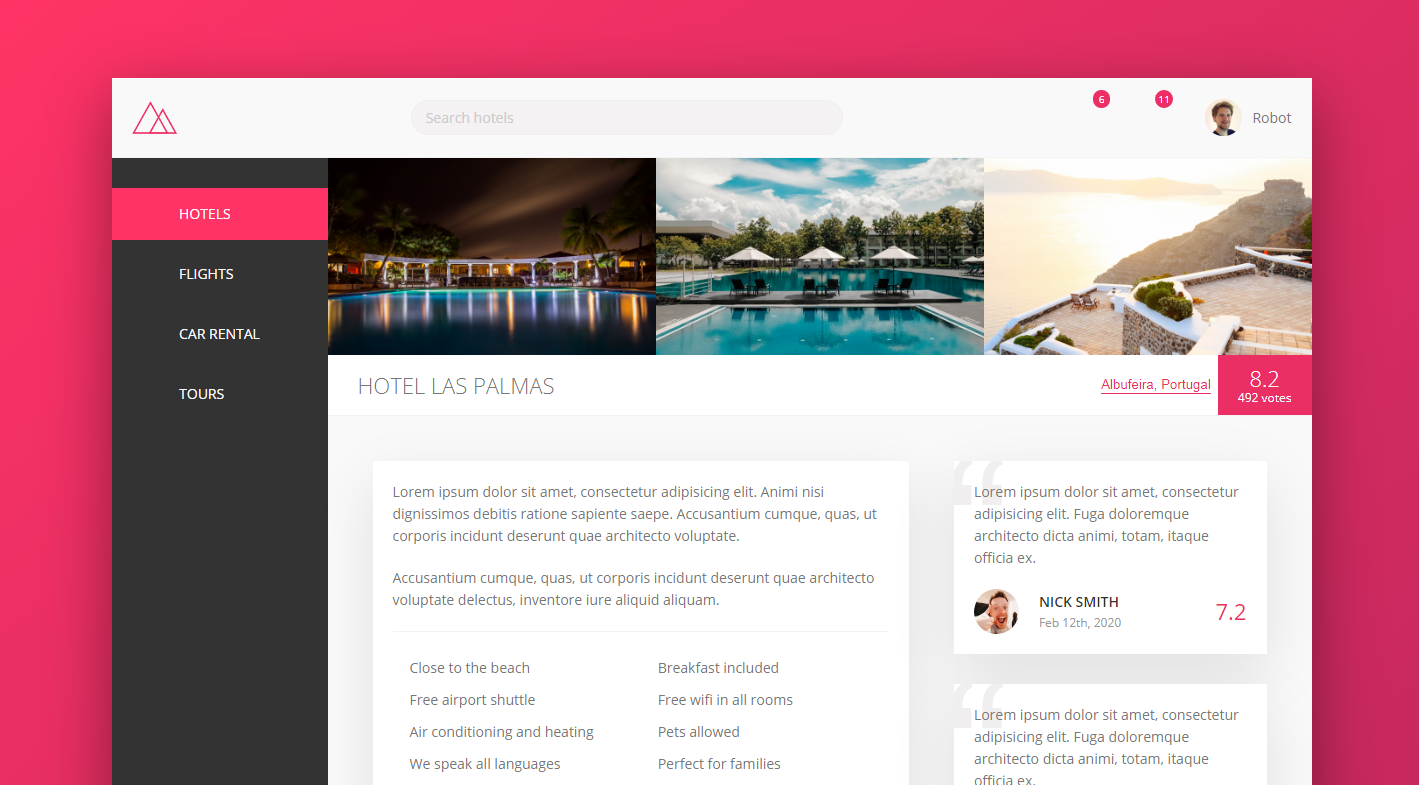 Search hotels
6
11
Robot
HOTELS
FLIGHTS
CAR RENTAL
TOURS
HOTEL LAS PALMAS
Albufeira, Portugal
8.2
492 votes
Lorem ipsum dolor sit amet, consectetur adipisicing elit. Animi nisi
dignissimos debitis ratione sapiente saepe. Accusantium cumque, quas, ut
corporis incidunt deserunt quae architecto voluptate.
Accusantium cumque, quas, ut corporis incidunt deserunt quae architecto
voluptate delectus, inventore iure aliquid aliquam.
Close to the beach
Breakfast included
Free airport shuttle
Free wifi in all rooms
Air conditioning and heating
Pets allowed
We speak all languages
Perfect for families
“
Lorem ipsum dolor sit amet, consectetur
adipisicing elit. Fuga doloremque
architecto dicta animi, totam, itaque
officia ex.
NICK SMITH
Feb 12th, 2020
7.2
“
Lorem ipsum dolor sit amet, consectetur
adipisicing elit. Fuga doloremque
architecto dicta animi, totam, itaque
officia ex.